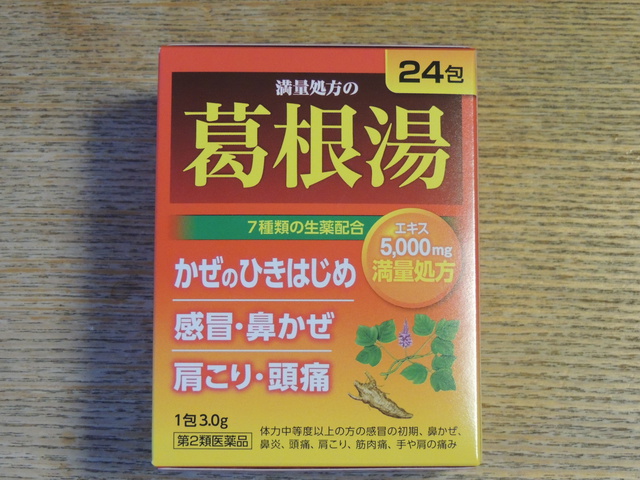 24包
満量処方の
葛根湯
7種類の生薬配合
エキス
5,000mg
満量処方
かぜのひきはじめ
感冒・鼻かぜ
肩こり・頭痛
1包3.0g
第2類医薬品
体力中等度以上の方の感冒の初期、鼻かぜ、
鼻炎、頭痛、肩こり、筋肉痛、手や肩の痛み